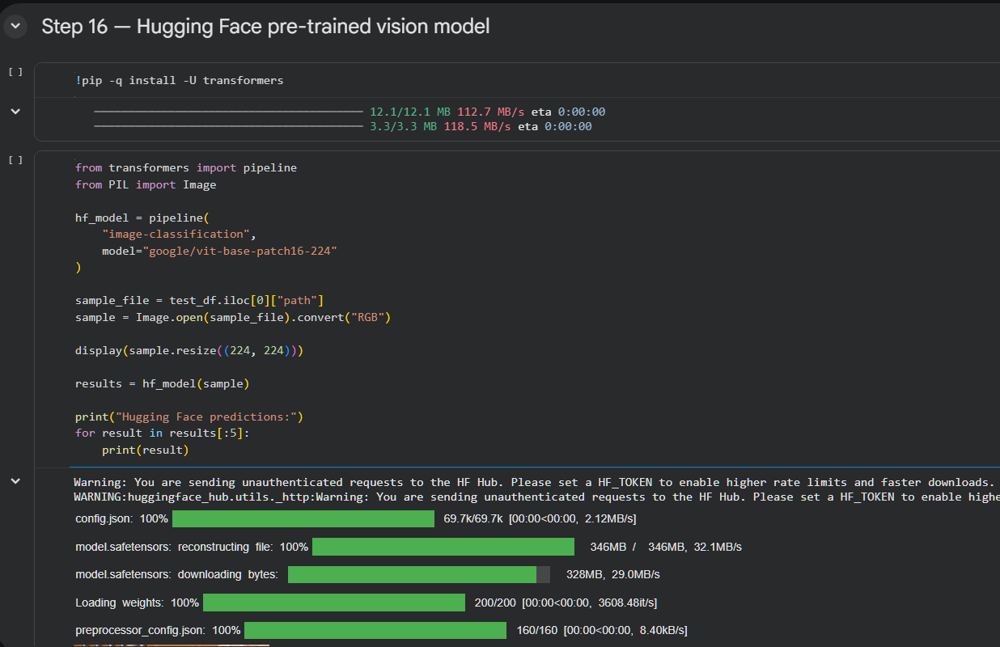 Step 16 — Hugging Face pre-trained vision model
[ ]
!pip -q install -U transformers
12.1/12.1 MB 112.7 MB/s eta 0:00:00
3.3/3.3 MB 118.5 MB/s eta 0:00:00
[ ]
from transformers import pipeline
from PIL import Image
hf_model = pipeline(
    "image-classification",
    model="google/vit-base-patch16-224"
)
sample_file = test_df.iloc[0]["path"]
sample = Image.open(sample_file).convert("RGB")
display(sample.resize((224, 224)))
results = hf_model(sample)
print("Hugging Face predictions:")
for result in results[:5]:
    print(result)
Warning: You are sending unauthenticated requests to the HF Hub. Please set a HF_TOKEN to enable higher rate limits and faster downloads.
WARNING:huggingface_hub.utils._http:Warning: You are sending unauthenticated requests to the HF Hub. Please set a HF_TOKEN to enable highe
config.json: 100% 69.7k/69.7k [00:00<00:00, 2.12MB/s]
model.safetensors: reconstructing file: 100% 346MB / 346MB, 32.1MB/s
model.safetensors: downloading bytes: 328MB, 29.0MB/s
Loading weights: 100% 200/200 [00:00<00:00, 3608.48it/s]
preprocessor_config.json: 100% 160/160 [00:00<00:00, 8.40kB/s]